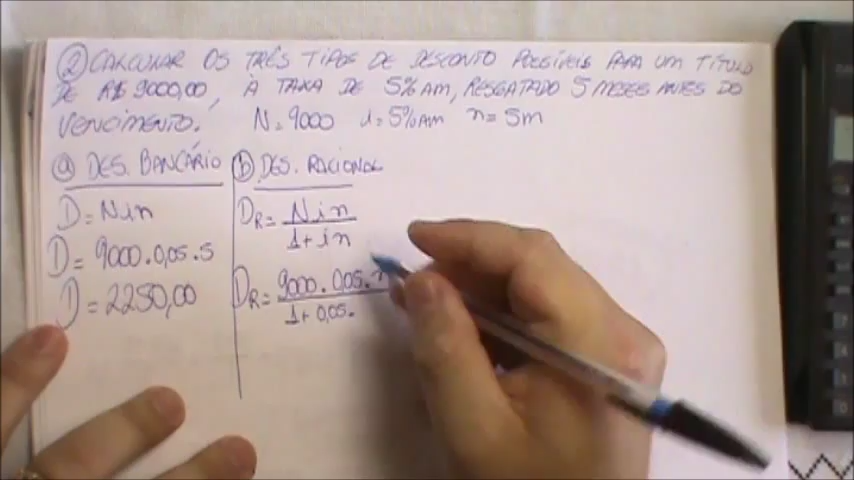 2 CALCULAR OS TRÊS TIPOS DE DESCONTO POSSÍVEIS PARA UM TÍTULO
DE R$ 9000,00, À TAXA DE 5% AM, RESGATADO 5 MESES ANTES DO
VENCIMENTO. N = 9000 i = 5% AM n = 5m
a DES. BANCÁRIO
D = Nin
D = 9000.0,05.5
D = 2250,00
b DES. RACIONAL
DR = Nin
1 + in
DR = 9000.0,05.
1 + 0,05.